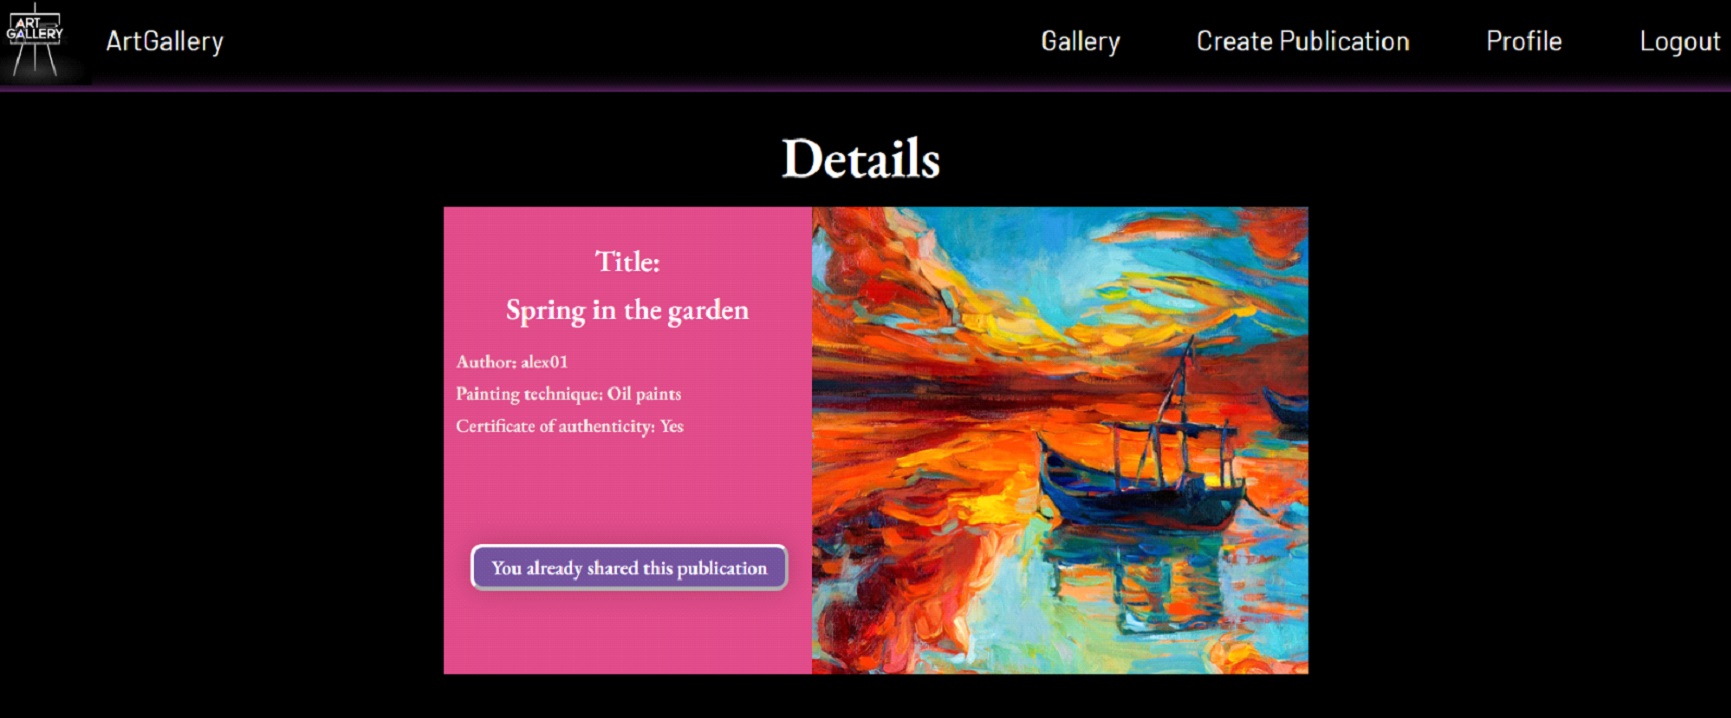 ART
GALLERY
ArtGallery
Gallery
Create Publication
Profile
Logout
Details
Title:
Spring in the garden
Author: alex01
Painting technique: Oil paints
Certificate of authenticity: Yes
You already shared this publication